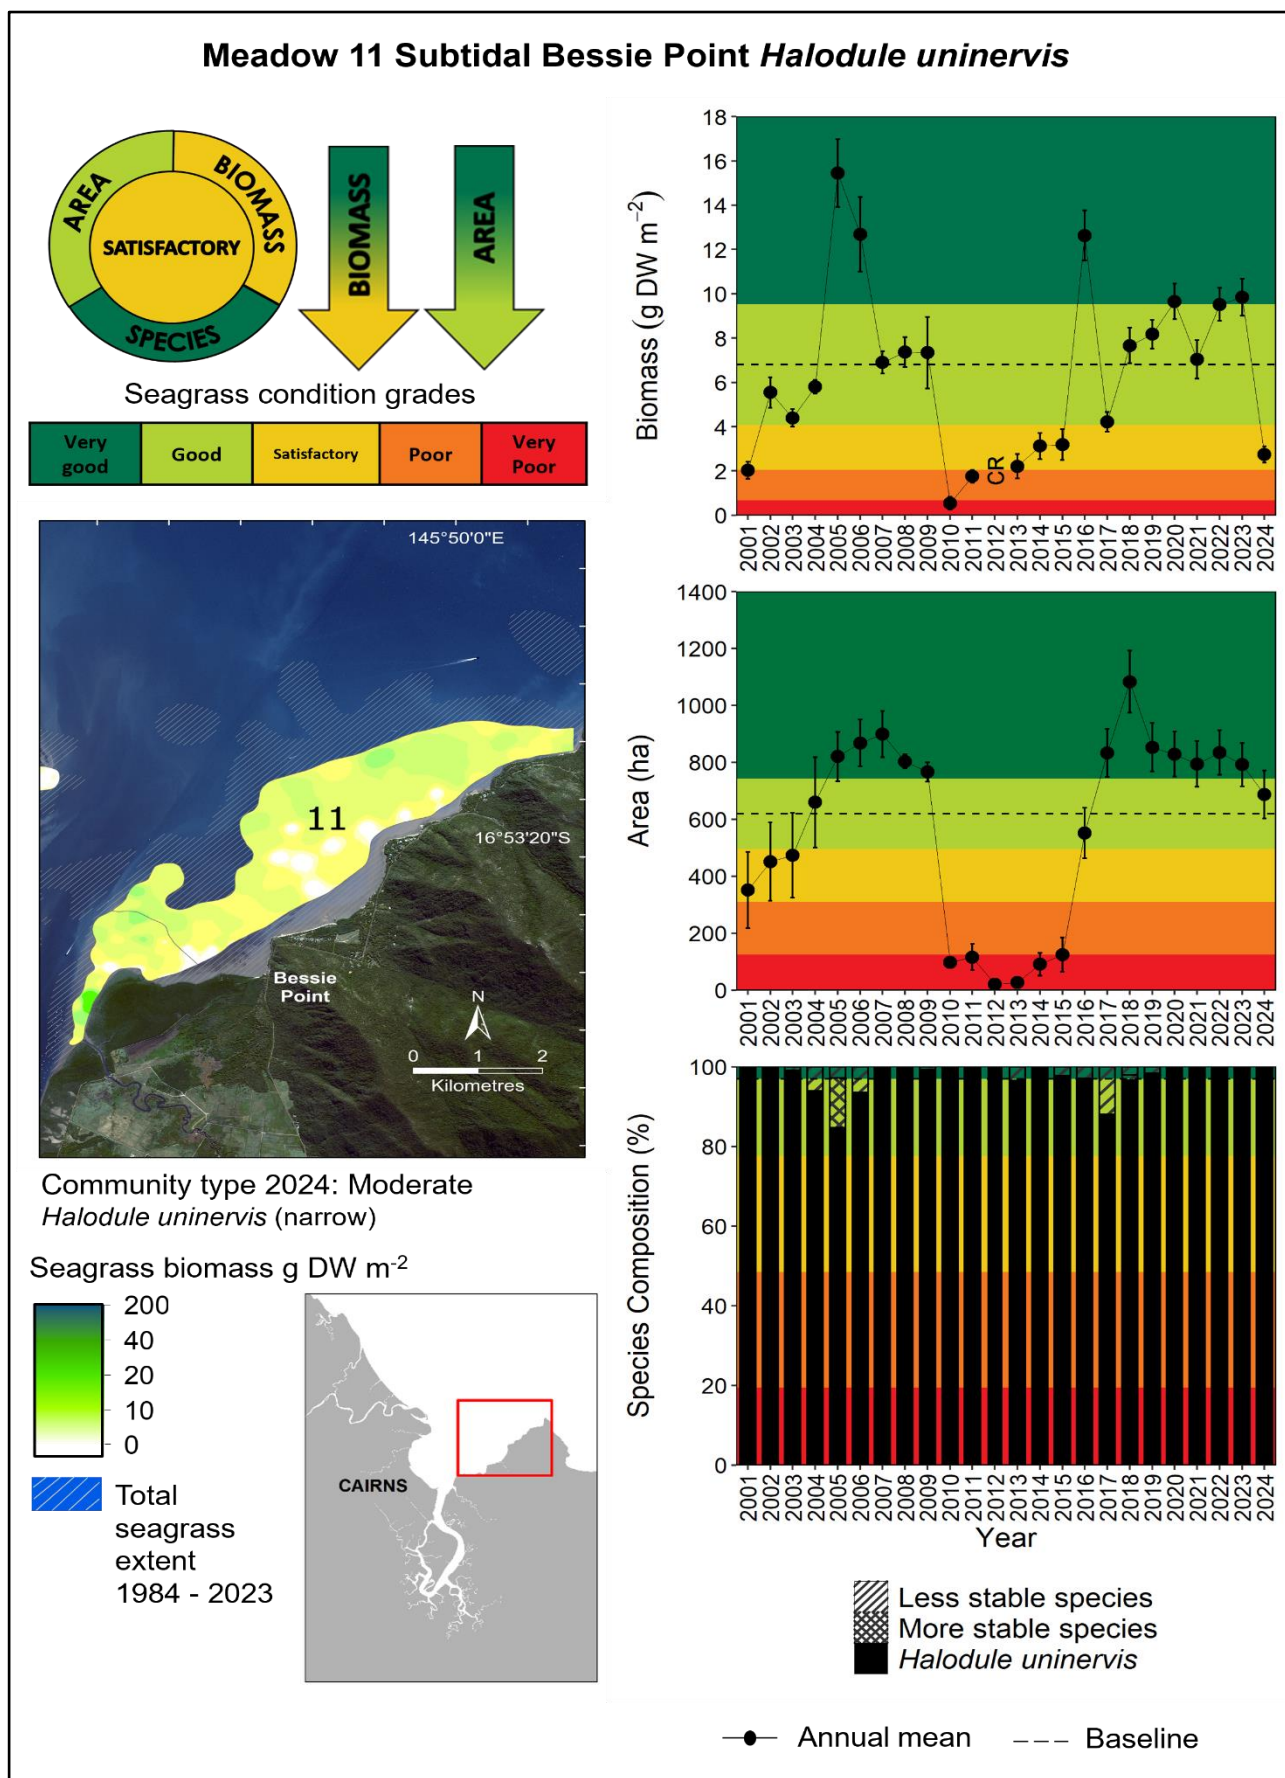 Meadow 11 Subtidal Bessie Point Halodule uninervis
AREA
BIOMASS
SATISFACTORY
SPECIES
BIOMASS
AREA
Seagrass condition grades
Very good
Good
Satisfactory
Poor
Very Poor
145°50'0"E
11
16°53'20"S
Bessie
Point
N
0 1 2
Kilometres
Community type 2024: Moderate
Halodule uninervis (narrow)
Seagrass biomass g DW m-2
200
40
20
10
0
Total
seagrass
extent
1984 - 2023
CAIRNS
Biomass (g DW m−2)
18
16
14
12
10
8
6
4
2
0
CR
2001 2002 2003 2004 2005 2006 2007 2008 2009 2010 2011 2012 2013 2014 2015 2016 2017 2018 2019 2020 2021 2022 2023 2024
Area (ha)
1400
1200
1000
800
600
400
200
0
2001 2002 2003 2004 2005 2006 2007 2008 2009 2010 2011 2012 2013 2014 2015 2016 2017 2018 2019 2020 2021 2022 2023 2024
Species Composition (%)
100
80
60
40
20
0
2001 2002 2003 2004 2005 2006 2007 2008 2009 2010 2011 2012 2013 2014 2015 2016 2017 2018 2019 2020 2021 2022 2023 2024
Year
Less stable species
More stable species
Halodule uninervis
Annual mean
Baseline